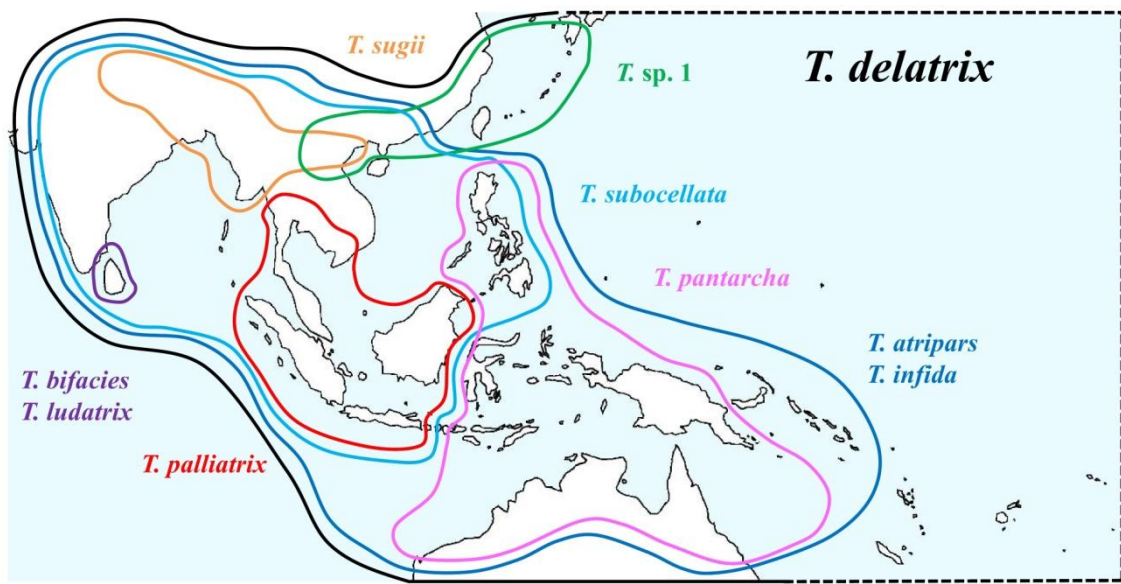 T. sugii
T. delatrix
T. sp. 1
T. subocellata
T. pantarcha
T. atripars
T. infida
T. bifacies
T. ludatrix
T. palliatrix